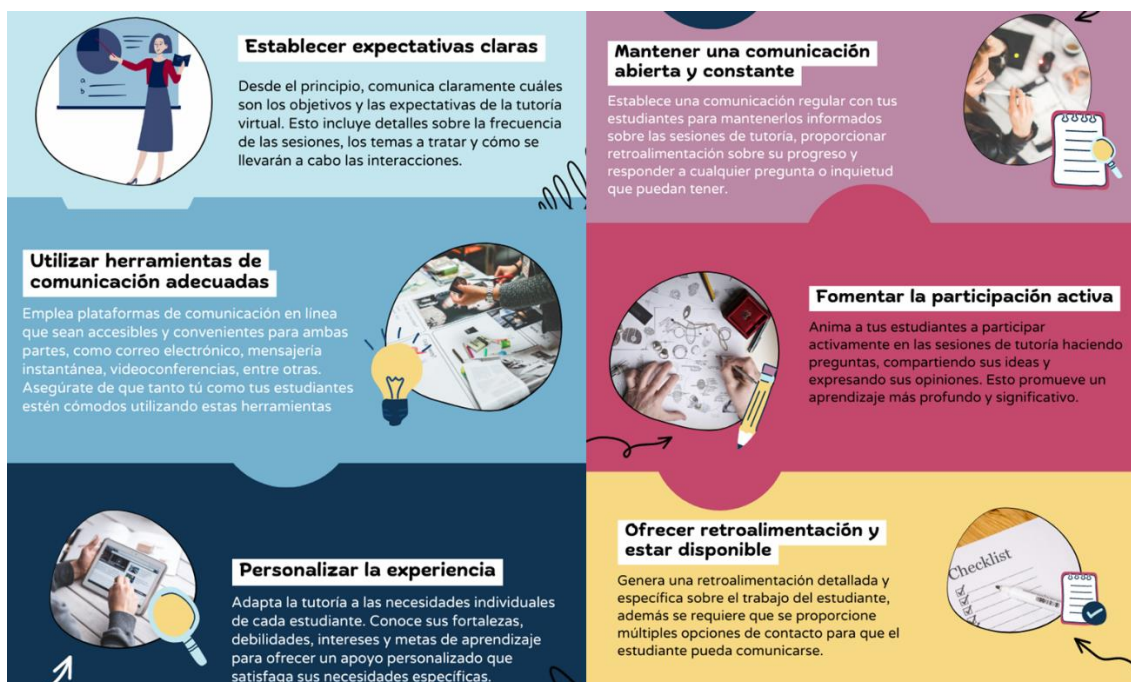 Establecer expectativas claras
Desde el principio, comunica claramente cuáles
son los objetivos y las expectativas de la tutoría
virtual. Esto incluye detalles sobre la frecuencia
de las sesiones, los temas a tratar y cómo se
llevarán a cabo las interacciones.
a
b
Utilizar herramientas de
comunicación adecuadas
Emplea plataformas de comunicación en línea
que sean accesibles y convenientes para ambas
partes, como correo electrónico, mensajería
instantánea, videoconferencias, entre otras.
Asegúrate de que tanto tú como tus estudiantes
estén cómodos utilizando estas herramientas
Personalizar la experiencia
Adapta la tutoría a las necesidades individuales
de cada estudiante. Conoce sus fortalezas,
debilidades, intereses y metas de aprendizaje
para ofrecer un apoyo personalizado que
satisfaga sus necesidades específicas.
Mantener una comunicación
abierta y constante
Establece una comunicación regular con tus
estudiantes para mantenerlos informados
sobre las sesiones de tutoría, proporcionar
retroalimentación sobre su progreso y
responder a cualquier pregunta o inquietud
que puedan tener.
Fomentar la participación activa
Anima a tus estudiantes a participar
activamente en las sesiones de tutoría haciendo
preguntas, compartiendo sus ideas y
expresando sus opiniones. Esto promueve un
aprendizaje más profundo y significativo.
Ofrecer retroalimentación y
estar disponible
Genera una retroalimentación detallada y
específica sobre el trabajo del estudiante,
además se requiere que se proporcione
múltiples opciones de contacto para que el
estudiante pueda comunicarse.
Checklist